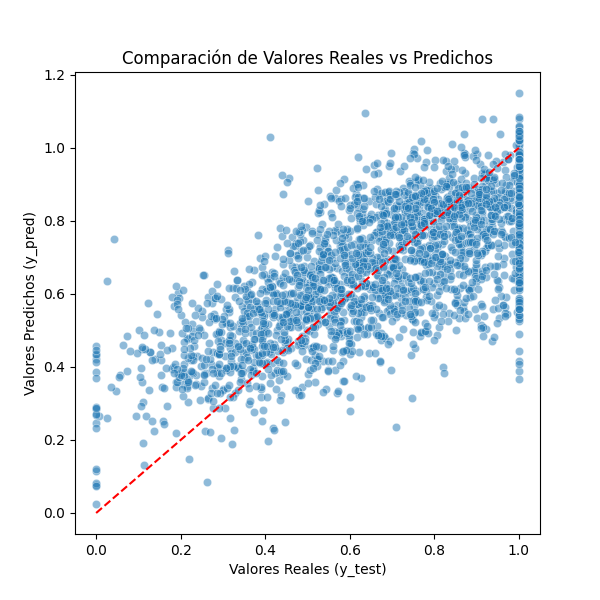 Comparación de Valores Reales vs Predichos
1.2
1.0
0.8
0.6
0.4
0.2
0.0
Valores Predichos (y_pred)
0.0 0.2 0.4 0.6 0.8 1.0
Valores Reales (y_test)